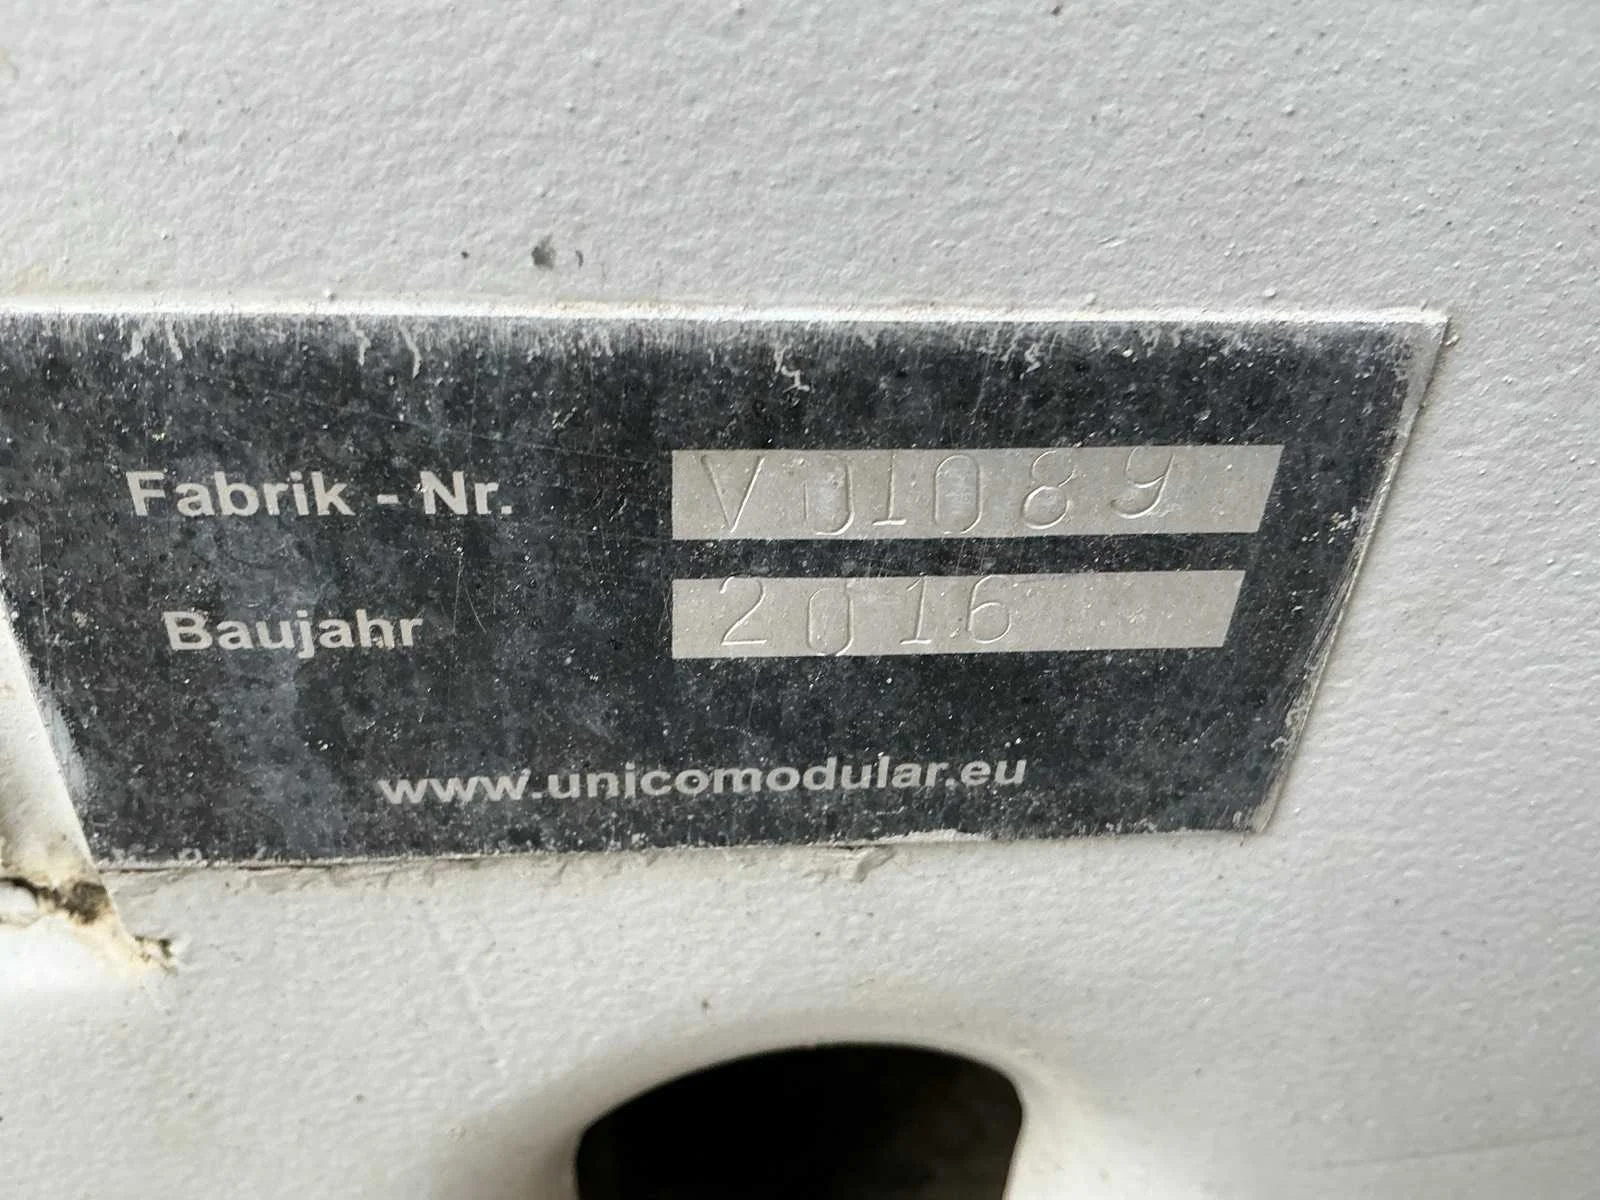 Fabrik - Nr. V01089
Baujahr 2016
www.unicomodular.eu